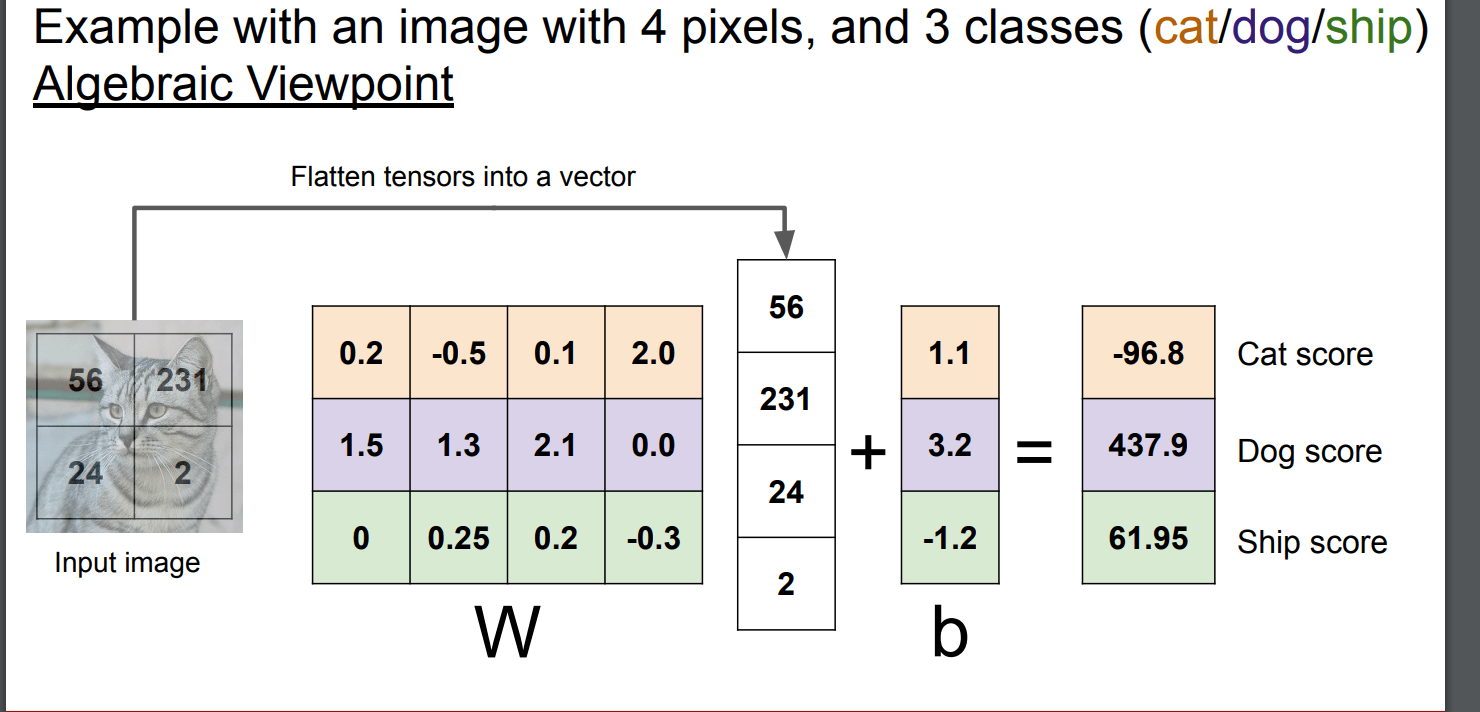 Example with an image with 4 pixels, and 3 classes (cat/dog/ship)
Algebraic Viewpoint
Flatten tensors into a vector
56 231
24 2
Input image
0.2 -0.5 0.1 2.0
1.5 1.3 2.1 0.0
0 0.25 0.2 -0.3
W
56
231
24
2
+
1.1
3.2
-1.2
b
=
-96.8 Cat score
437.9 Dog score
61.95 Ship score